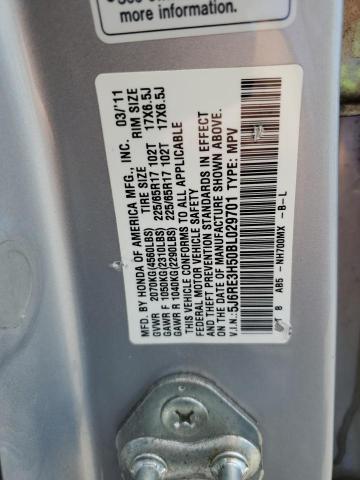 more information.
MFD. BY HONDA OF AMERICA MFG., INC. 03/'11
TIRE SIZE RIM SIZE
GVWR 2070KG(4560LBS)
GAWR F 1050KG(2310LBS) 225/65R17 102T 17X6.5J
GAWR R 1040KG(2290LBS) 225/65R17 102T 17X6.5J
THIS VEHICLE CONFORMS TO ALL APPLICABLE
FEDERAL MOTOR VEHICLE SAFETY
STANDARDS IN EFFECT ON THE DATE OF
MANUFACTURE SHOWN ABOVE.
V.I.N.: 5J6RE3H50BL029701 TYPE: MPV
8 AB5 -NH700MX -B-L